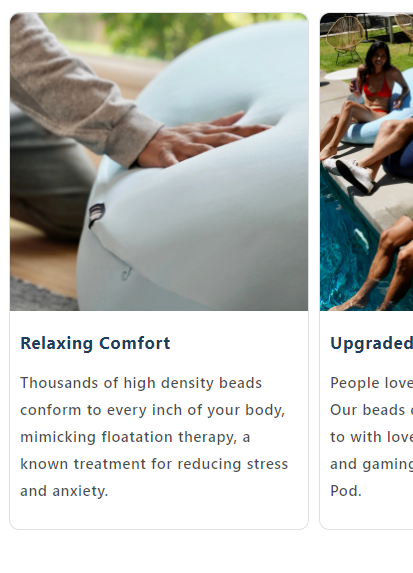 Relaxing Comfort
Thousands of high density beads
conform to every inch of your body,
mimicking floatation therapy, a
known treatment for reducing stress
and anxiety.
Upgraded
People love
Our beads
to with love
and gaming
Pod.